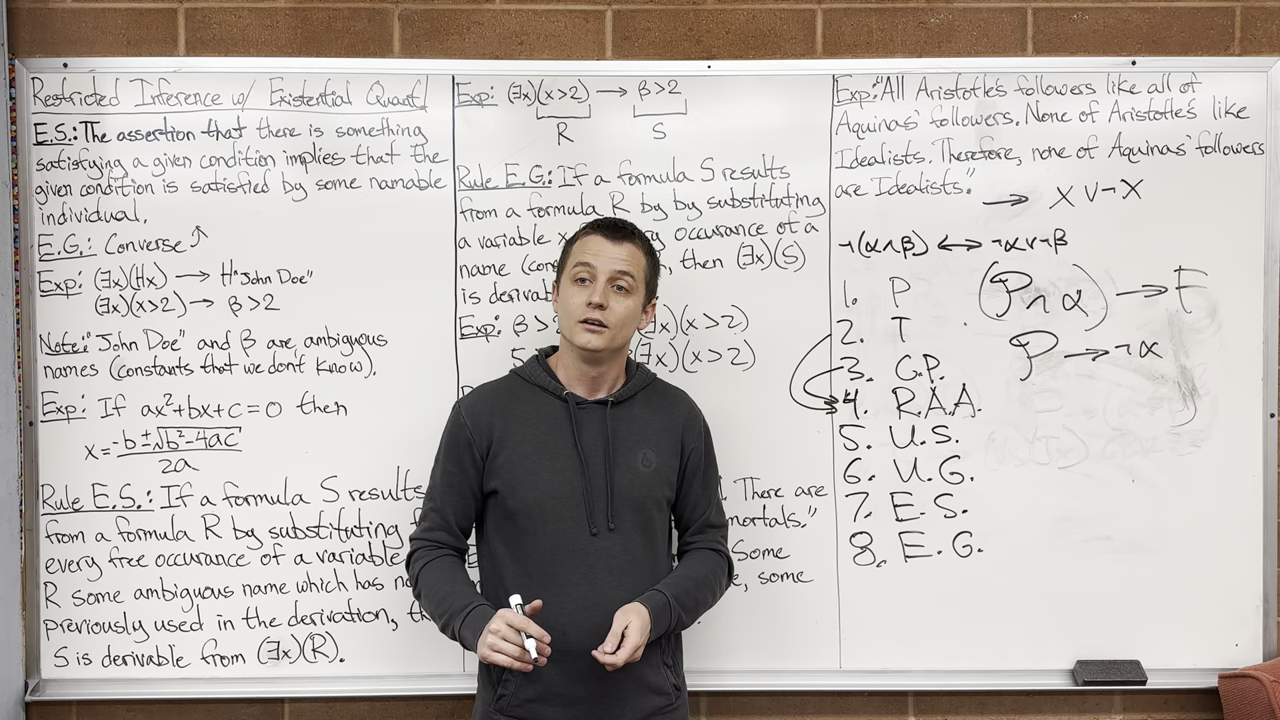 Restricted Inference w/ Existential Quant.
E.S.: The assertion that there is something
satisfying a given condition implies that the
given condition is satisfied by some namable
individual.
E.G.: Converse
Exp: (∃x)(Hx) → H"John Doe"
(∃x)(x>2) → β>2
Note: "John Doe" and β are ambiguous
names (constants that we don't know).
Exp: If ax²+bx+c=0 then
x = -b±√b²-4ac / 2a
Rule E.S.: If a formula S results
from a formula R by substituting
every free occurance of a variable
R some ambiguous name which has
previously used in the derivation,
S is derivable from (∃x)(R).
Exp: (∃x)(x>2) → β>2
R S
Rule E.G.: If a formula S results
from a formula R by by substituting
a variable x occurance of a
name then (∃x)(S)
is
Exp: β> (∃x)(x>2)
5 (∃x)(x>2)
There are
mortals."
Some
some
Exp: "All Aristotle's followers like all of
Aquinas' followers. None of Aristotle's like
Idealists. Therefore, none of Aquinas' followers
are Idealists."
→ X ∨ ¬X
¬(α∧β) ↔ ¬α∨¬β
1. P (P∧α) → F
2. T
3. C.P. P → ¬α
4. R.A.A.
5. U.S.
6. U.G.
7. E.S.
8. E.G.